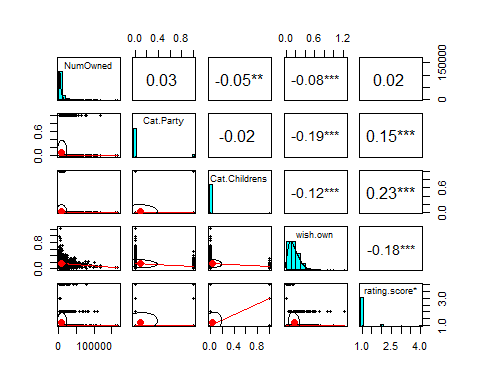 0.0 0.4 0.8
0.0 0.6 1.2
NumOwned
0.03
-0.05**
-0.08***
0.02
0 150000
0.0 0.6
Cat.Party
-0.02
-0.19***
0.15***
Cat.Childrens
-0.12***
0.23***
0.0 0.6
0.0 0.8
wish.own
-0.18***
1.0 3.0
rating.score*
1.0 3.0
0 100000
0.0 0.4 0.8
1.0 2.5 4.0